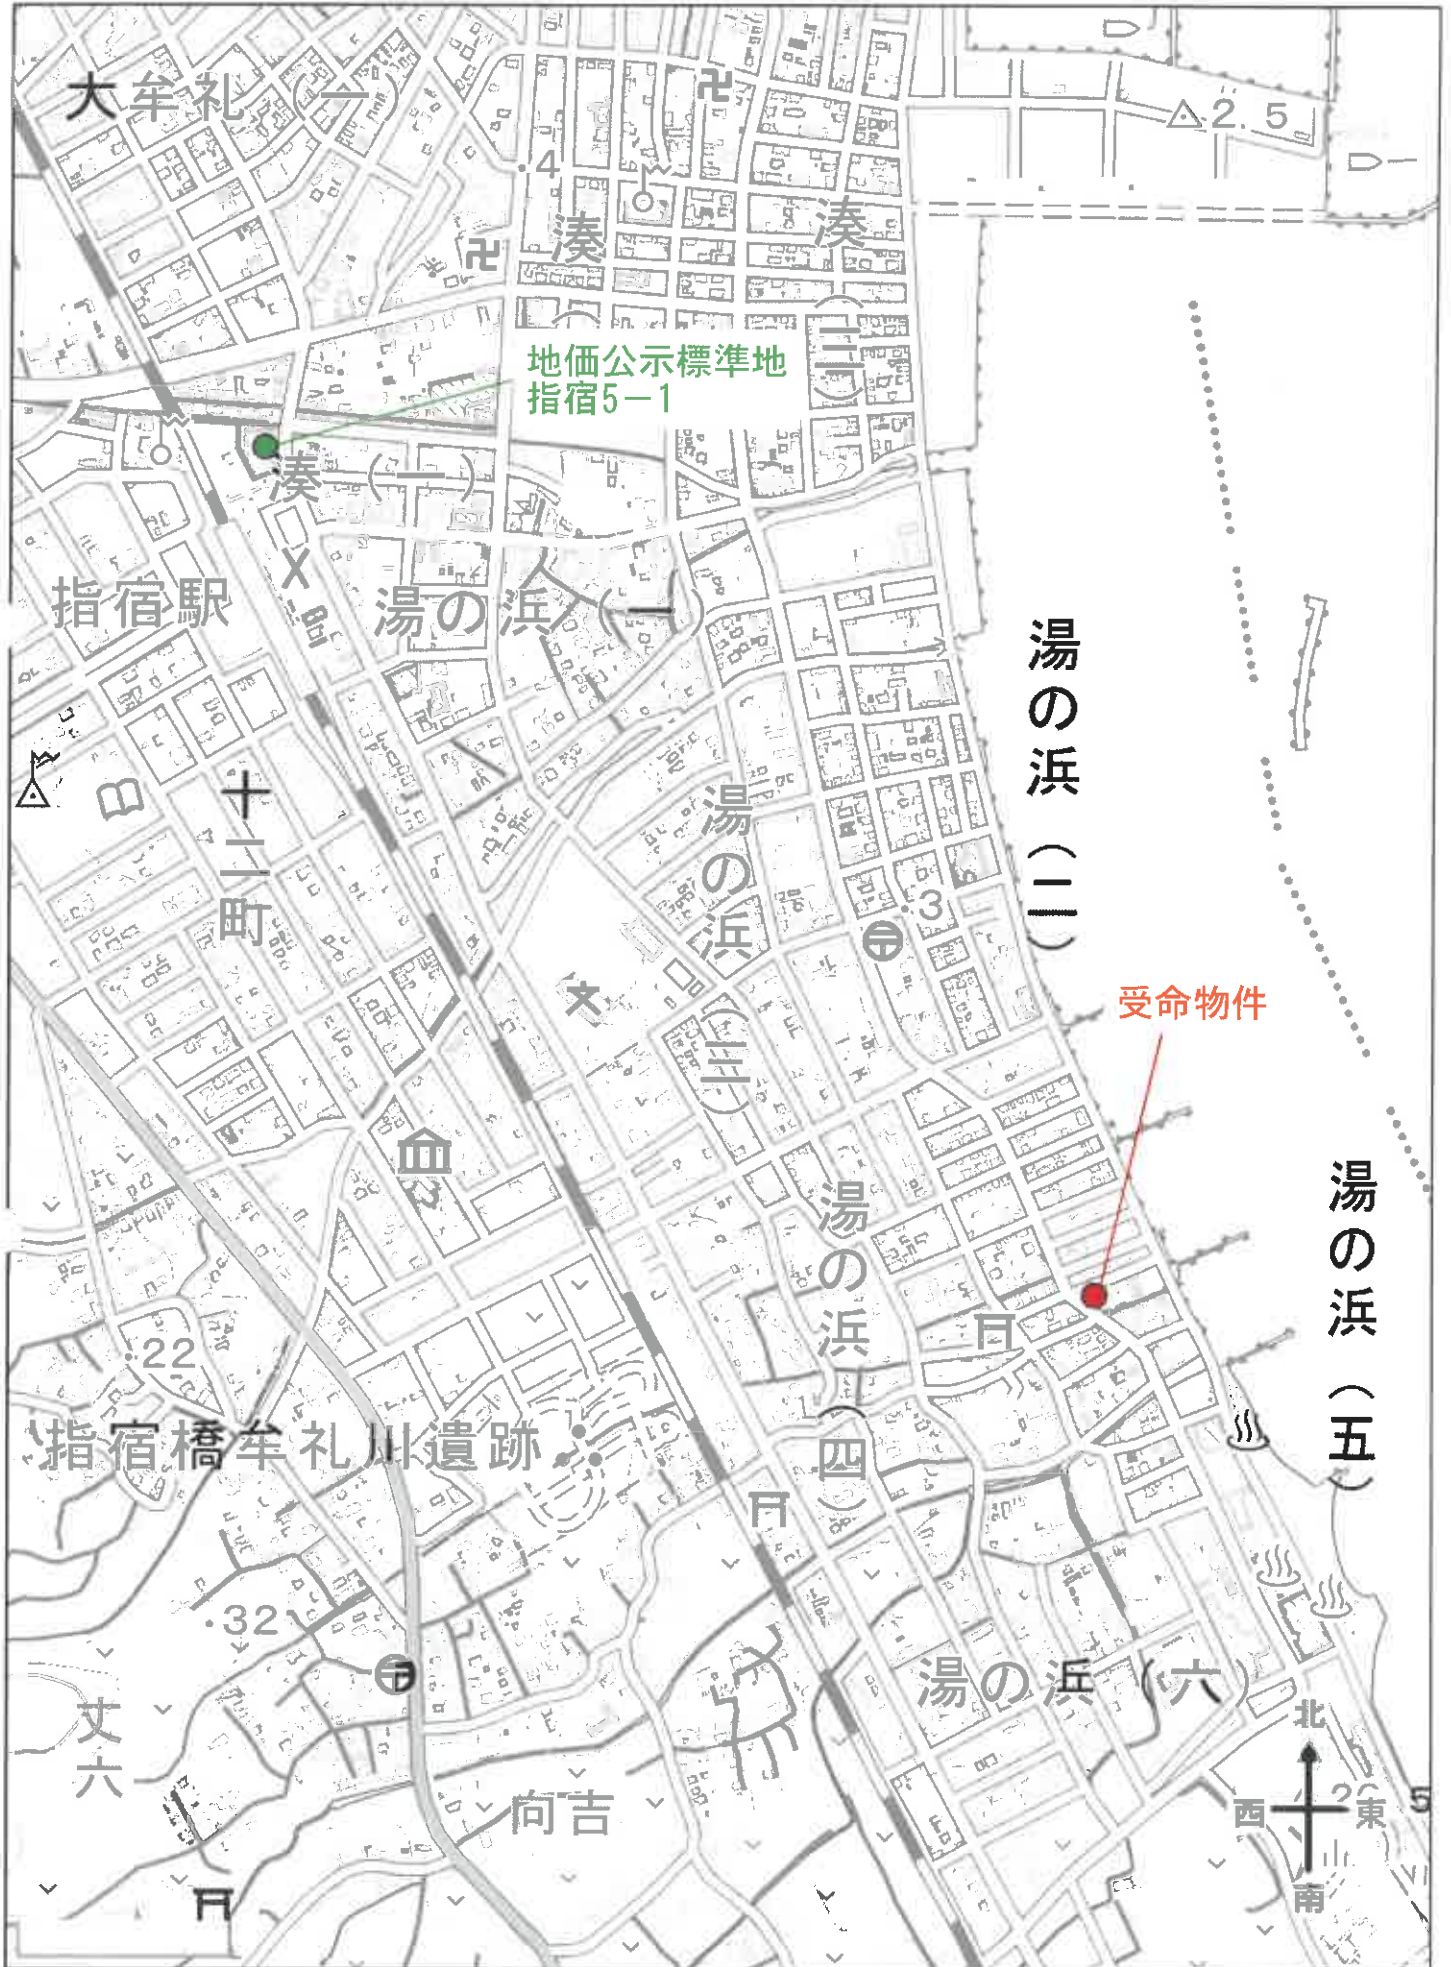 大牟礼(一)
2.5
4
湊
湊(三)
地価公示標準地
指宿5-1
湊(一)
指宿駅
湯の浜(一)
湯の浜(二)
十二町
湯の浜(三)
3
受命物件
湯の浜(四)
湯の浜(五)
22
指宿橋牟礼川遺跡
32
湯の浜(六)
丈六
向吉
北
西
東
南
5